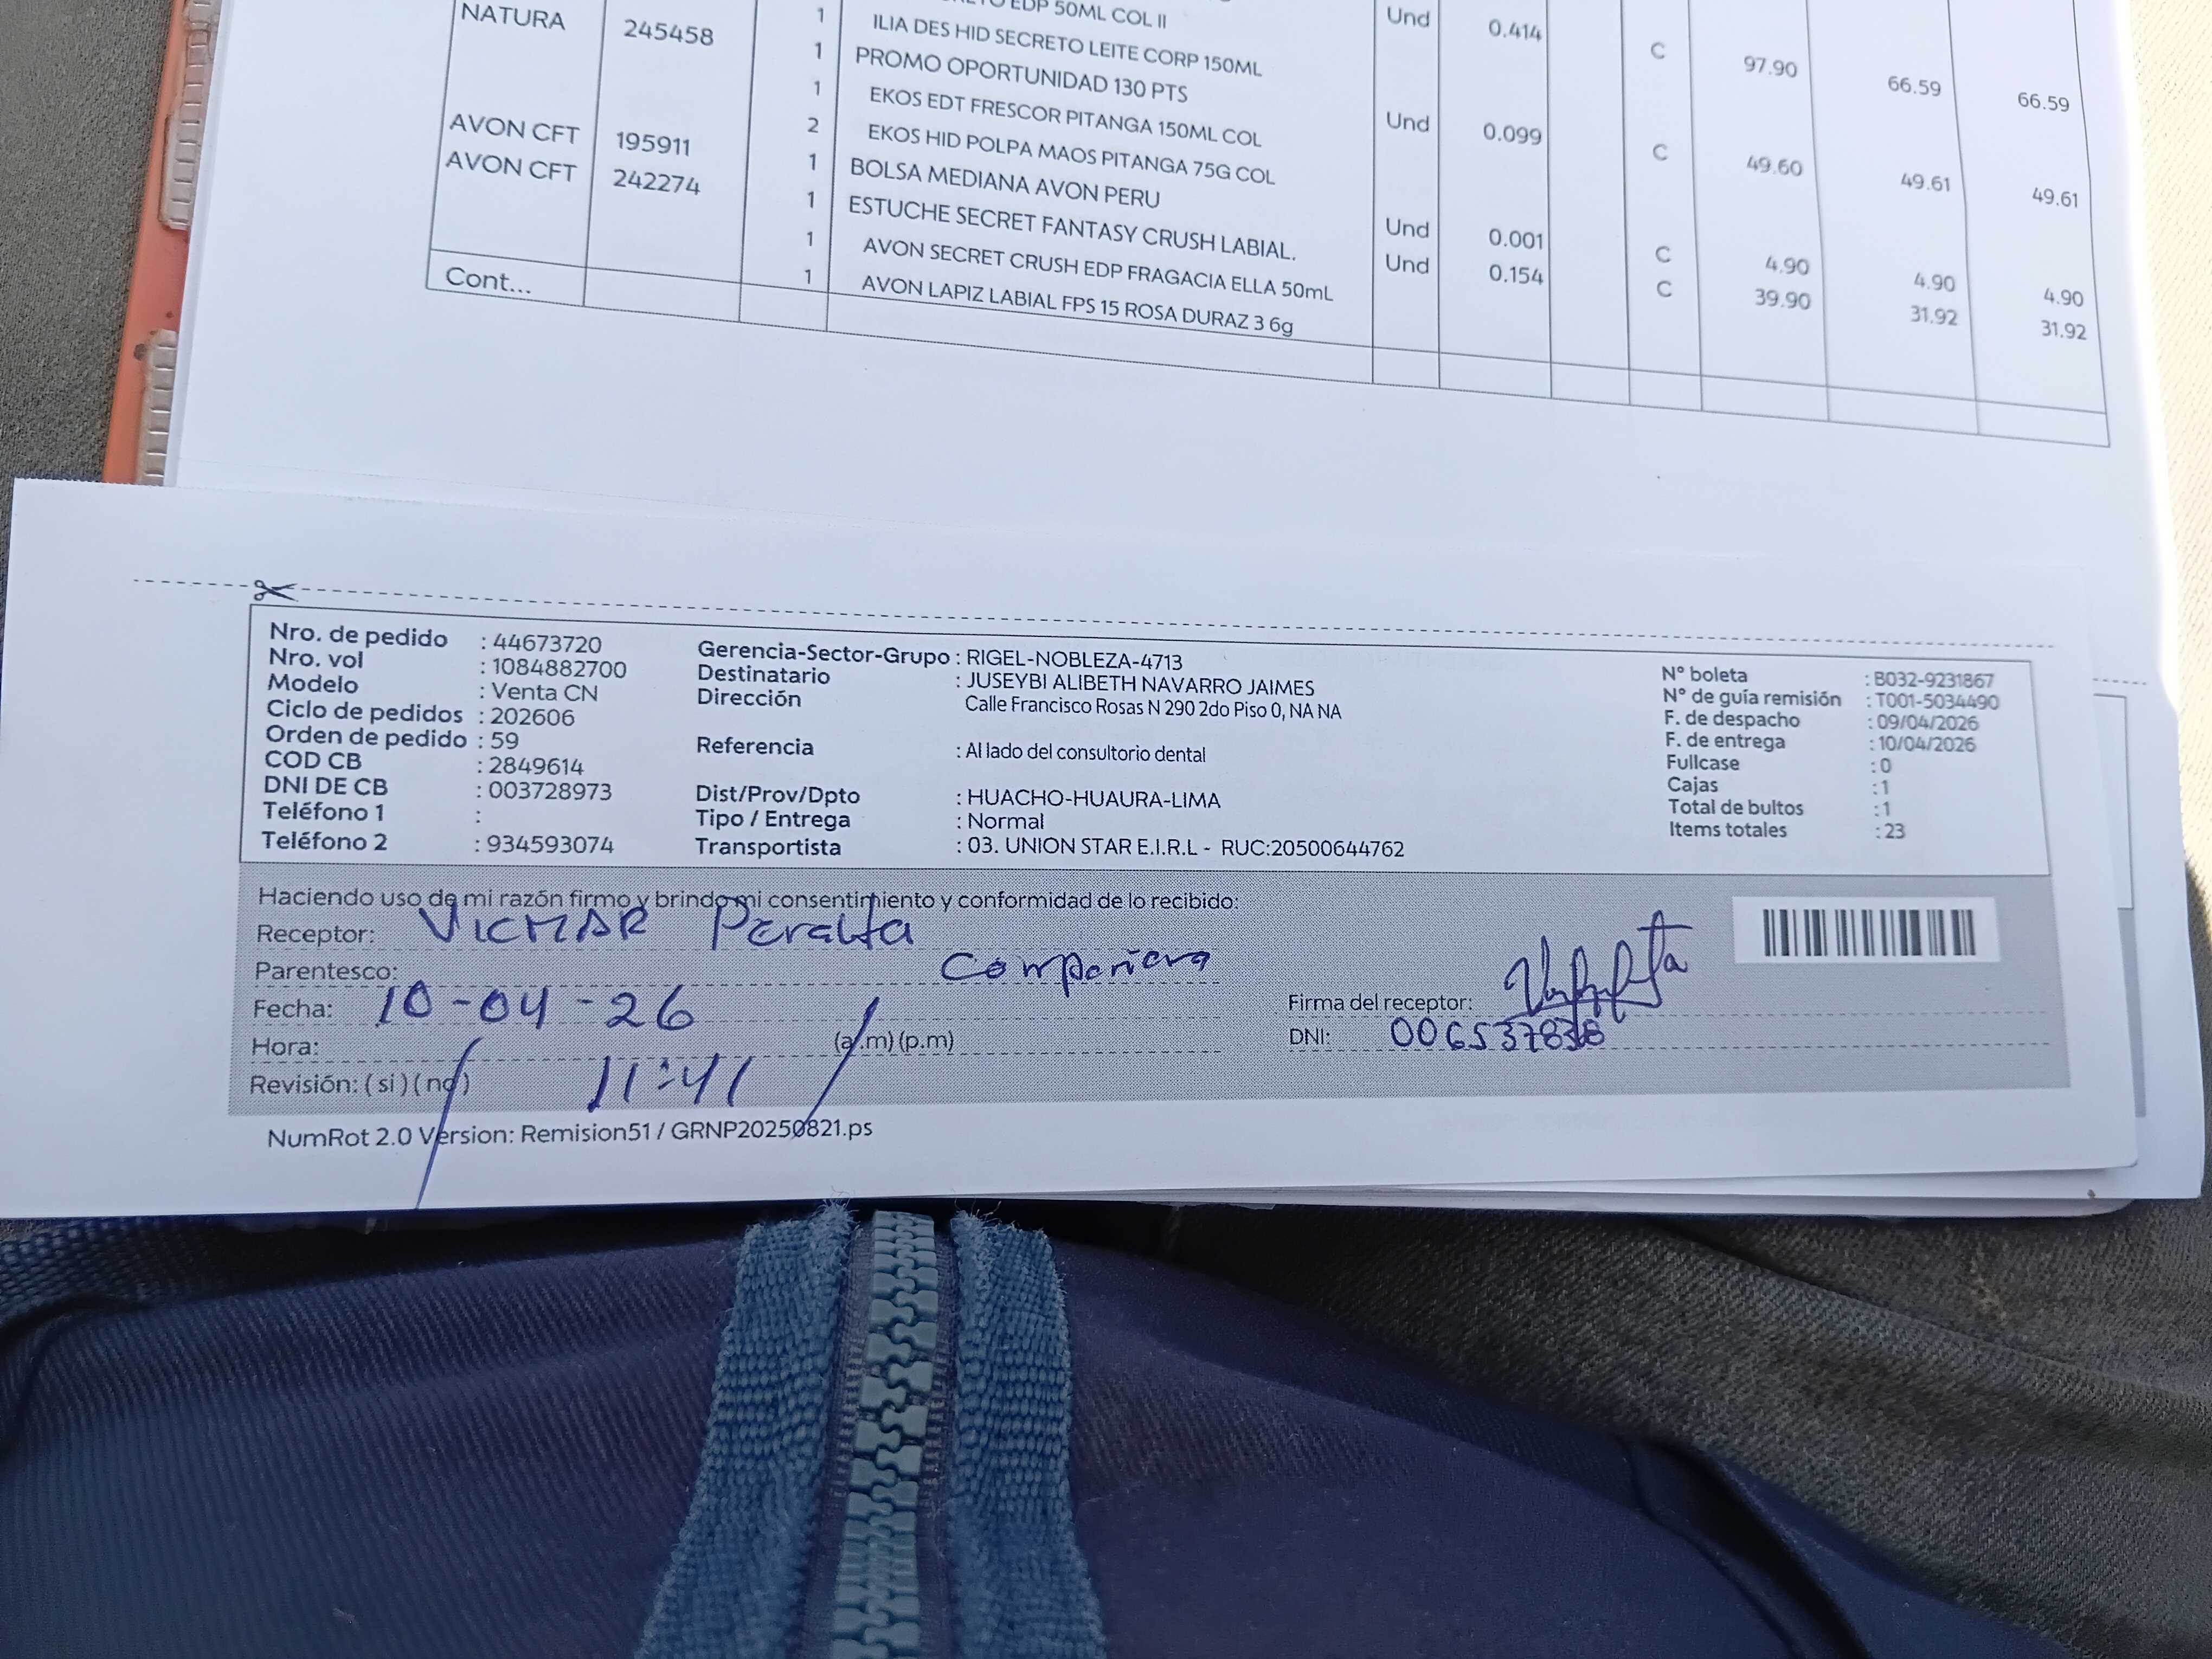 EDP 50ML COL II
NATURA 245458 1 ILIA DES HID SECRETO LEITE CORP 150ML Und 0.414 C 97.90 66.59 66.59
1 PROMO OPORTUNIDAD 130 PTS
1 EKOS EDT FRESCOR PITANGA 150ML COL Und 0.099 C 49.60 49.61 49.61
2 EKOS HID POLPA MAOS PITANGA 75G COL
AVON CFT 195911 1 BOLSA MEDIANA AVON PERU Und 0.001 C 4.90 4.90 4.90
AVON CFT 242274 1 ESTUCHE SECRET FANTASY CRUSH LABIAL. Und 0.154 C 39.90 31.92 31.92
1 AVON SECRET CRUSH EDP FRAGACIA ELLA 50mL
1 AVON LAPIZ LABIAL FPS 15 ROSA DURAZ 3 6g
Cont...
Nro. de pedido : 44673720
Nro. vol : 1084882700
Modelo : Venta CN
Ciclo de pedidos : 202606
Orden de pedido : 59
COD CB : 2849614
DNI DE CB : 003728973
Teléfono 1 :
Teléfono 2 : 934593074
Gerencia-Sector-Grupo : RIGEL-NOBLEZA-4713
Destinatario : JUSEYBI ALIBETH NAVARRO JAIMES
Dirección Calle Francisco Rosas N 290 2do Piso 0, NA NA
Referencia : Al lado del consultorio dental
Dist/Prov/Dpto : HUACHO-HUAURA-LIMA
Tipo / Entrega : Normal
Transportista : 03. UNION STAR E.I.R.L - RUC:20500644762
N° boleta : B032-9231867
N° de guía remisión : T001-5034490
F. de despacho : 09/04/2026
F. de entrega : 10/04/2026
Fullcase : 0
Cajas : 1
Total de bultos : 1
Items totales : 23
Haciendo uso de mi razón firmo y brindo mi consentimiento y conformidad de lo recibido:
Receptor: VICMAR Peralta
Parentesco: Compañera
Fecha: 10-04-26
Hora: 11:41 (a.m) (p.m)
Revisión: (si) (no)
Firma del receptor:
DNI: 006537838
NumRot 2.0 Version: Remision51 / GRNP20250821.ps